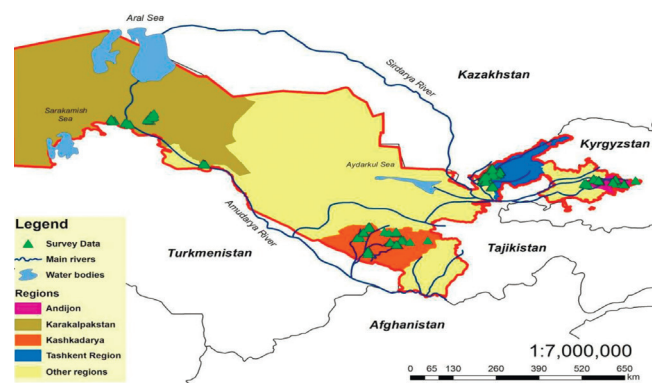 Aral Sea
Sirdarya River
Kazakhstan
Sarakamish
Sea
Kyrgyzstan
Aydarkul Sea
Amudarya River
Legend
Survey Data
Main rivers
Water bodies
Regions
Andijon
Karakalpakstan
Kashkadarya
Tashkent Region
Other regions
Turkmenistan
Tajikistan
Afghanistan
1:7,000,000
0 65 130 260 390 520 650
km